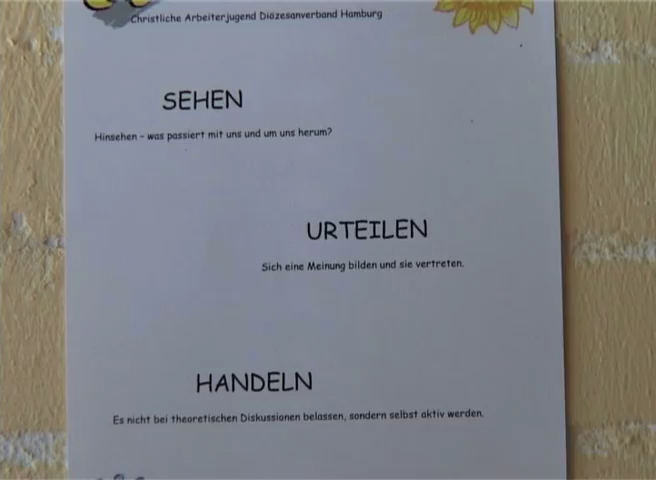 Christliche Arbeiterjugend Diözesanverband Hamburg
SEHEN
Hinsehen - was passiert mit uns und um uns herum?
URTEILEN
Sich eine Meinung bilden und sie vertreten.
HANDELN
Es nicht bei theoretischen Diskussionen belassen, sondern selbst aktiv werden.